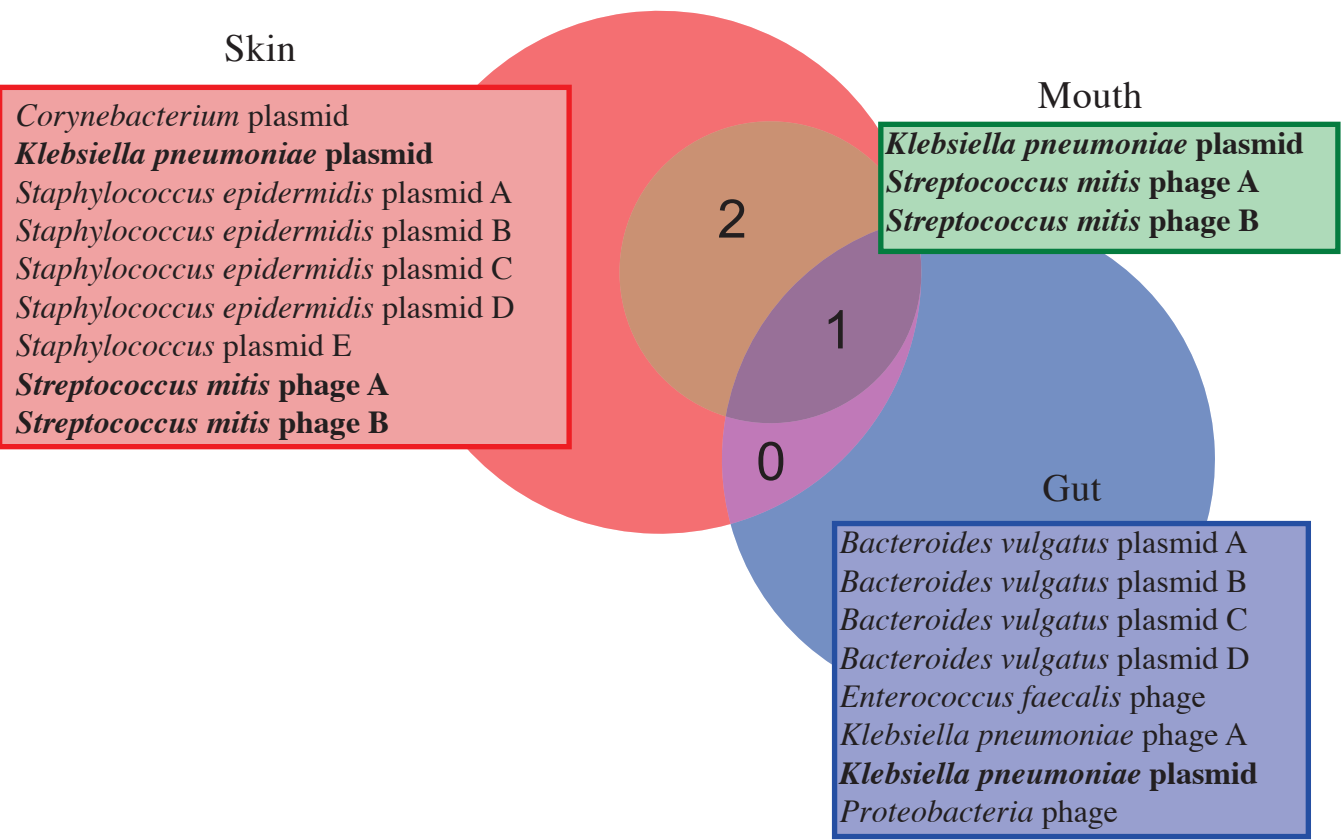 Skin
Corynebacterium plasmid
Klebsiella pneumoniae plasmid
Staphylococcus epidermidis plasmid A
Staphylococcus epidermidis plasmid B
Staphylococcus epidermidis plasmid C
Staphylococcus epidermidis plasmid D
Staphylococcus plasmid E
Streptococcus mitis phage A
Streptococcus mitis phage B
Mouth
Klebsiella pneumoniae plasmid
Streptococcus mitis phage A
Streptococcus mitis phage B
2
1
0
Gut
Bacteroides vulgatus plasmid A
Bacteroides vulgatus plasmid B
Bacteroides vulgatus plasmid C
Bacteroides vulgatus plasmid D
Enterococcus faecalis phage
Klebsiella pneumoniae phage A
Klebsiella pneumoniae plasmid
Proteobacteria phage